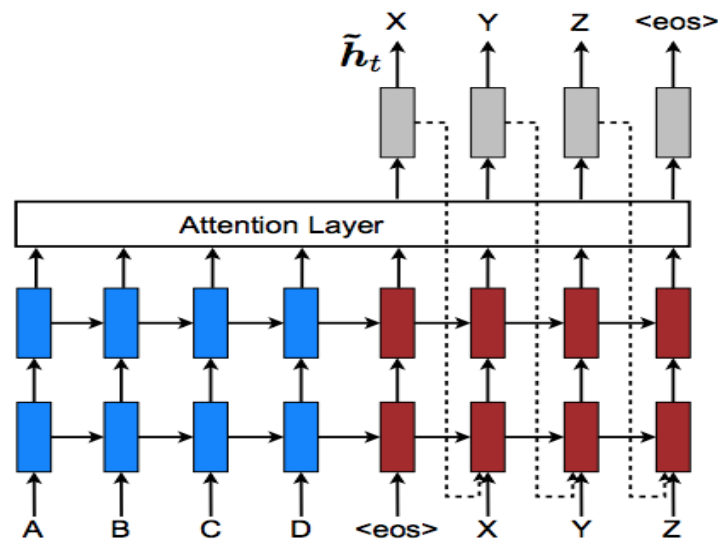 X Y Z <eos>
h̃t
Attention Layer
A B C D <eos> X Y Z